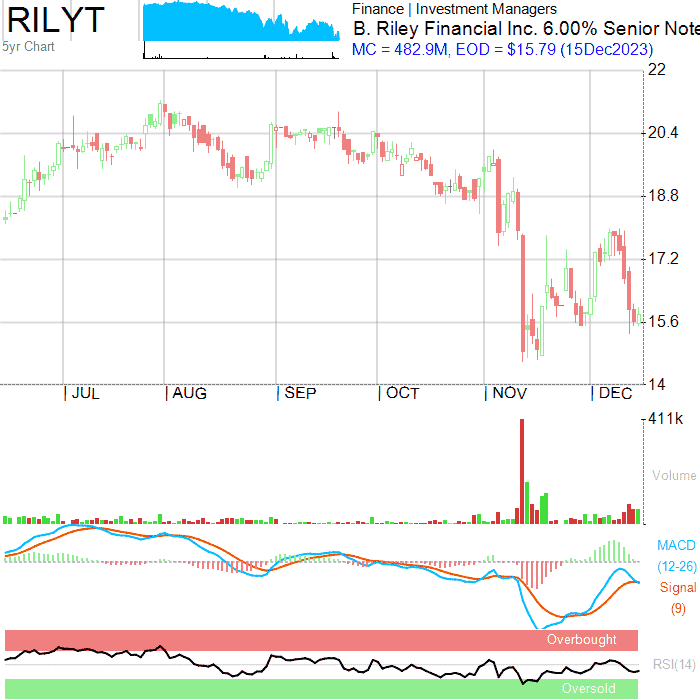 RILYT
5yr Chart
Finance | Investment Managers
B. Riley Financial Inc. 6.00% Senior Note
MC = 482.9M, EOD = $15.79 (15Dec2023)
22
20.4
18.8
17.2
15.6
14
JUL
AUG
SEP
OCT
NOV
DEC
411k
Volume
MACD
(12-26)
Signal
(9)
Overbought
RSI(14)
Oversold